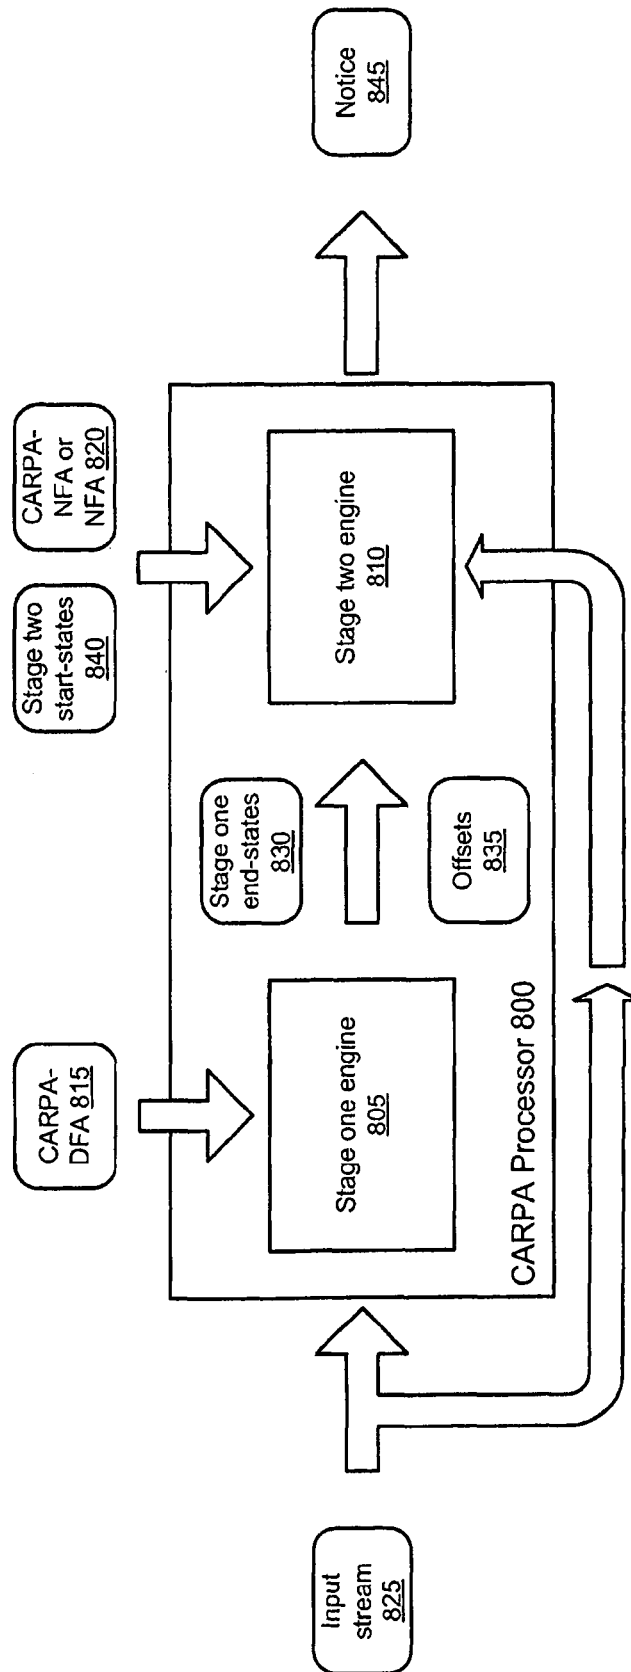 Input
stream
825
CARPA-
DFA 815
Stage one engine
805
CARPA Processor 800
Stage one
end-states
830
Offsets
835
Stage two
start-states
840
CARPA-
NFA or
NFA 820
Stage two engine
810
Notice
845